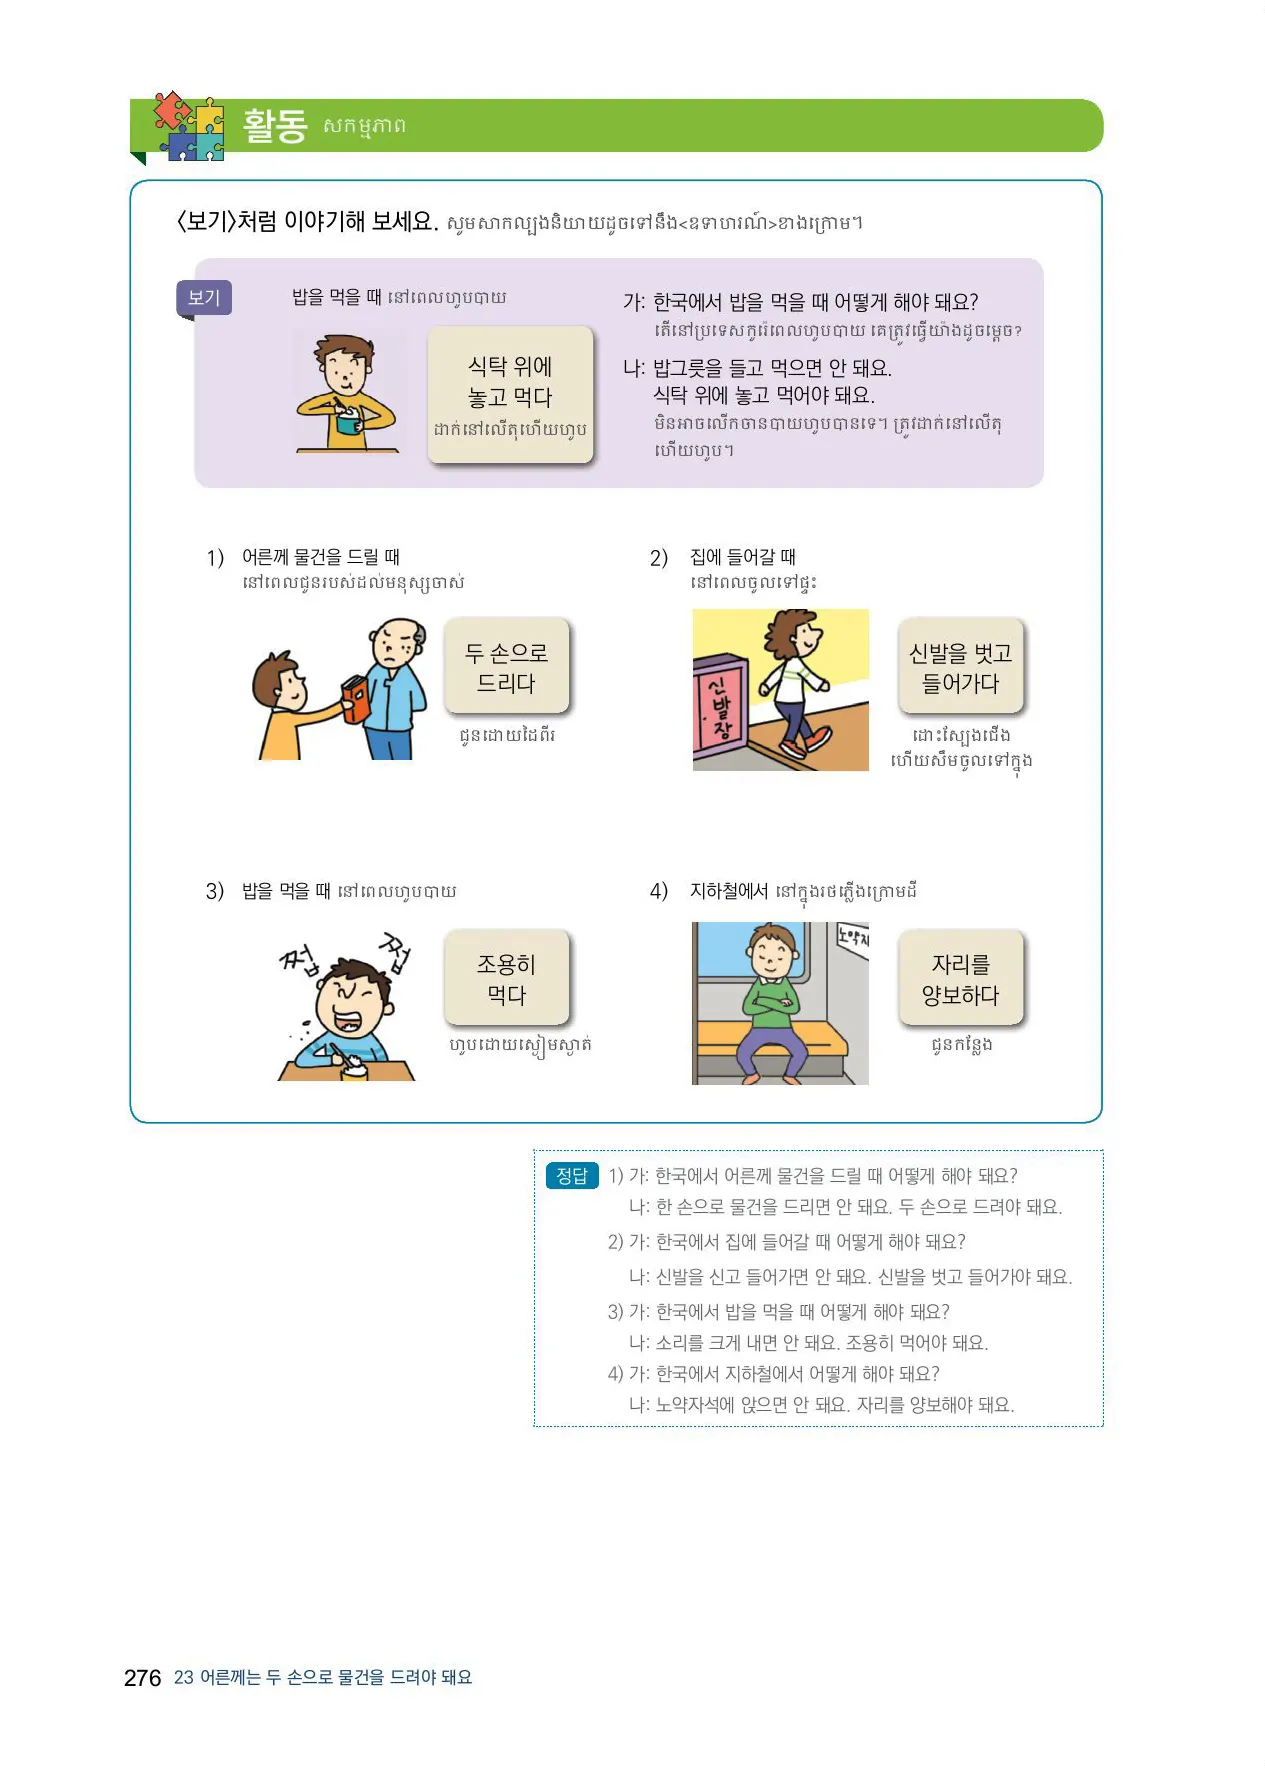 활동 សកម្មភាព
<보기>처럼 이야기해 보세요. សូមសាកល្បងនិយាយដូចទៅនឹង<ឧទាហរណ៍>ខាងក្រោម។
보기
밥을 먹을 때 នៅពេលហូបបាយ
식탁 위에
놓고 먹다
ដាក់នៅលើតុហើយហូប
가: 한국에서 밥을 먹을 때 어떻게 해야 돼요?
តើនៅប្រទេសកូរ៉េពេលហូបបាយ គេត្រូវធ្វើយ៉ាងដូចម្តេច?
나: 밥그릇을 들고 먹으면 안 돼요.
식탁 위에 놓고 먹어야 돼요.
មិនអាចលើកចានបាយហូបបានទេ។ ត្រូវដាក់នៅលើតុ
ហើយហូប។
1) 어른께 물건을 드릴 때
នៅពេលជូនរបស់ដល់មនុស្សចាស់
두 손으로
드리다
ជូនដោយដៃពីរ
2) 집에 들어갈 때
នៅពេលចូលទៅផ្ទះ
신발장
신발을 벗고
들어가다
ដោះស្បែងជើង
ហើយសឹមចូលទៅក្នុង
3) 밥을 먹을 때 នៅពេលហូបបាយ
쩝 쩝
조용히
먹다
ហូបដោយស្ងៀមស្ងាត់
4) 지하철에서 នៅក្នុងរថភ្លើងក្រោមដី
노약자
자리를
양보하다
ជូនកន្លែង
정답
1) 가: 한국에서 어른께 물건을 드릴 때 어떻게 해야 돼요?
나: 한 손으로 물건을 드리면 안 돼요. 두 손으로 드려야 돼요.
2) 가: 한국에서 집에 들어갈 때 어떻게 해야 돼요?
나: 신발을 신고 들어가면 안 돼요. 신발을 벗고 들어가야 돼요.
3) 가: 한국에서 밥을 먹을 때 어떻게 해야 돼요?
나: 소리를 크게 내면 안 돼요. 조용히 먹어야 돼요.
4) 가: 한국에서 지하철에서 어떻게 해야 돼요?
나: 노약자석에 앉으면 안 돼요. 자리를 양보해야 돼요.
276 23 어른께는 두 손으로 물건을 드려야 돼요